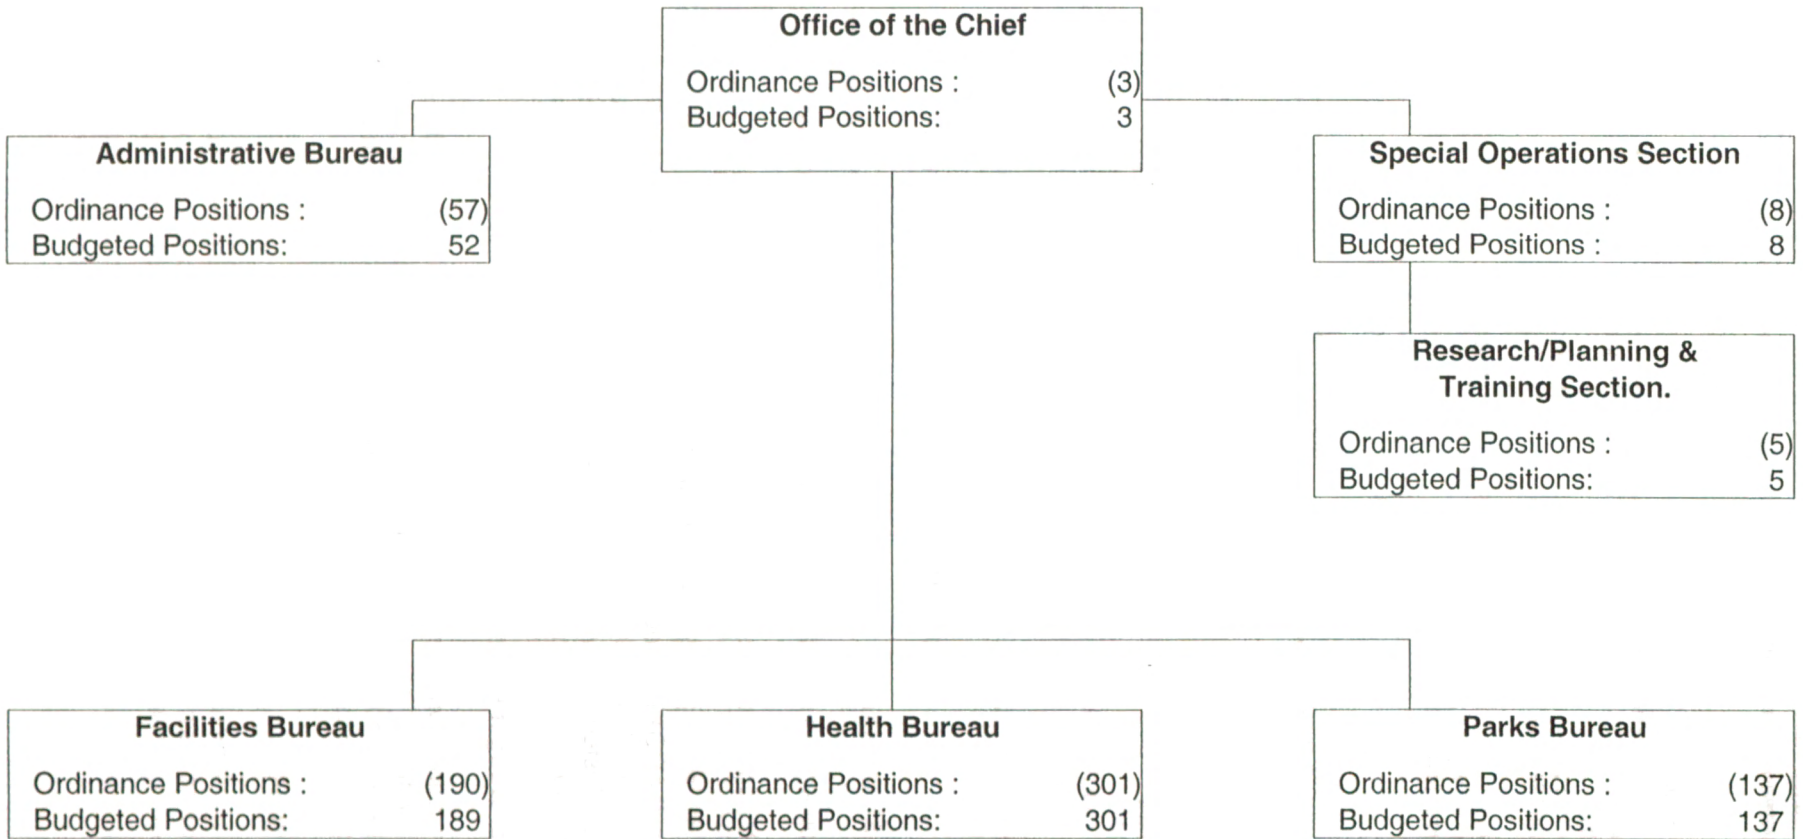 Office of the Chief
Ordinance Positions : (3)
Budgeted Positions: 3
Administrative Bureau
Ordinance Positions : (57)
Budgeted Positions: 52
Special Operations Section
Ordinance Positions : (8)
Budgeted Positions : 8
Research/Planning &
Training Section.
Ordinance Positions : (5)
Budgeted Positions: 5
Facilities Bureau
Ordinance Positions : (190)
Budgeted Positions: 189
Health Bureau
Ordinance Positions : (301)
Budgeted Positions: 301
Parks Bureau
Ordinance Positions : (137)
Budgeted Positions: 137